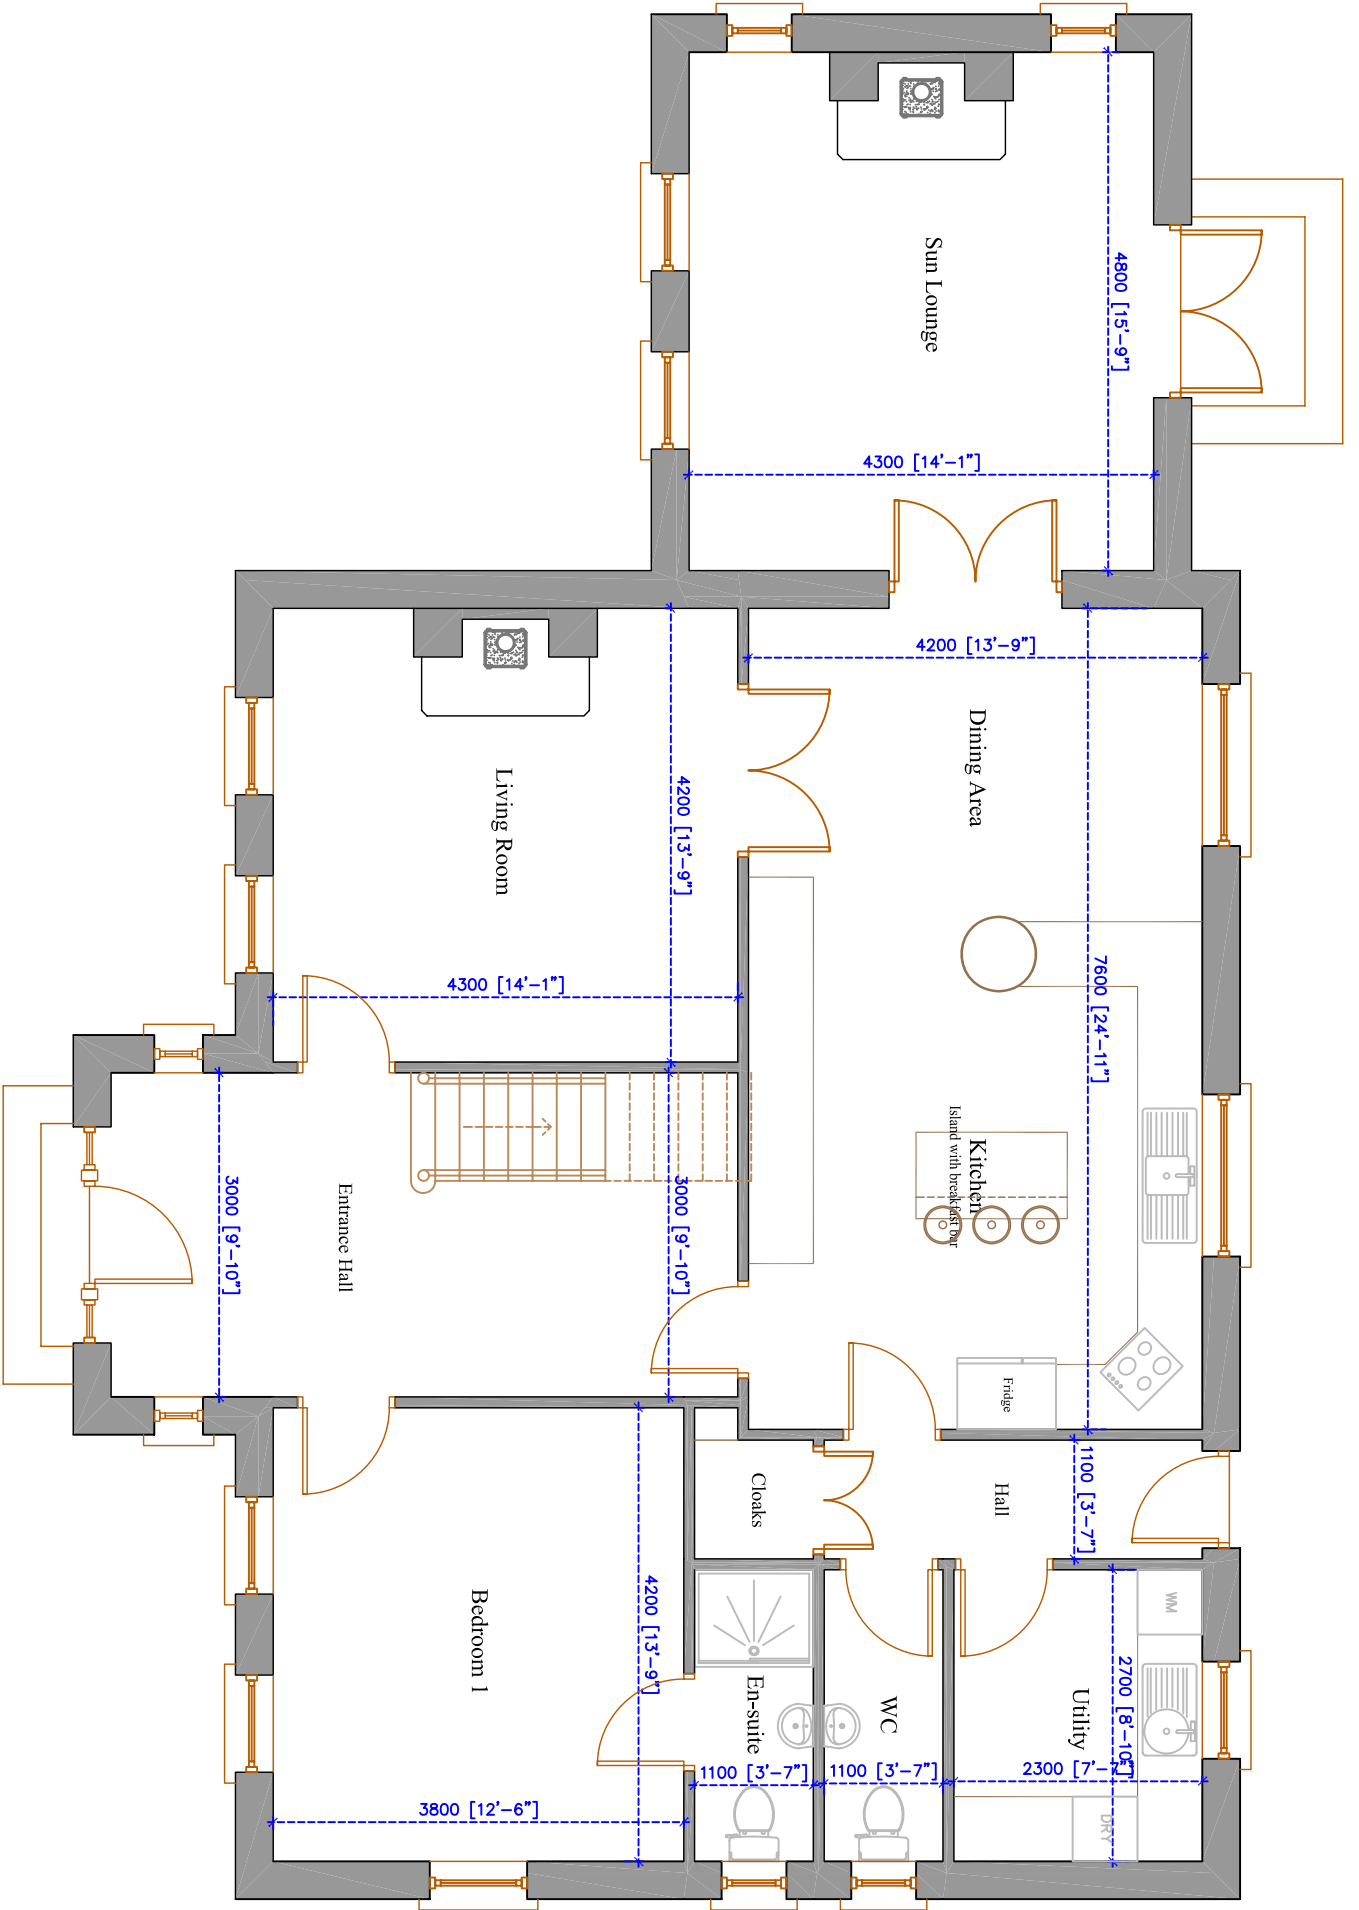 Sun Lounge
4800 [15'-9"]
4300 [14'-1"]
4200 [13'-9"]
Dining Area
Living Room
4200 [13'-9"]
7600 [24'-11"]
4300 [14'-1"]
Kitchen
Island with breakfast bar
3000 [9'-10"]
Entrance Hall
3000 [9'-10"]
Fridge
Cloaks
Hall
1100 [3'-7"]
Bedroom 1
4200 [13'-9"]
WM
En-suite
WC
Utility
2700 [8'-10"]
1100 [3'-7"]
1100 [3'-7"]
2300 [7'-7"]
3800 [12'-6"]
DRY